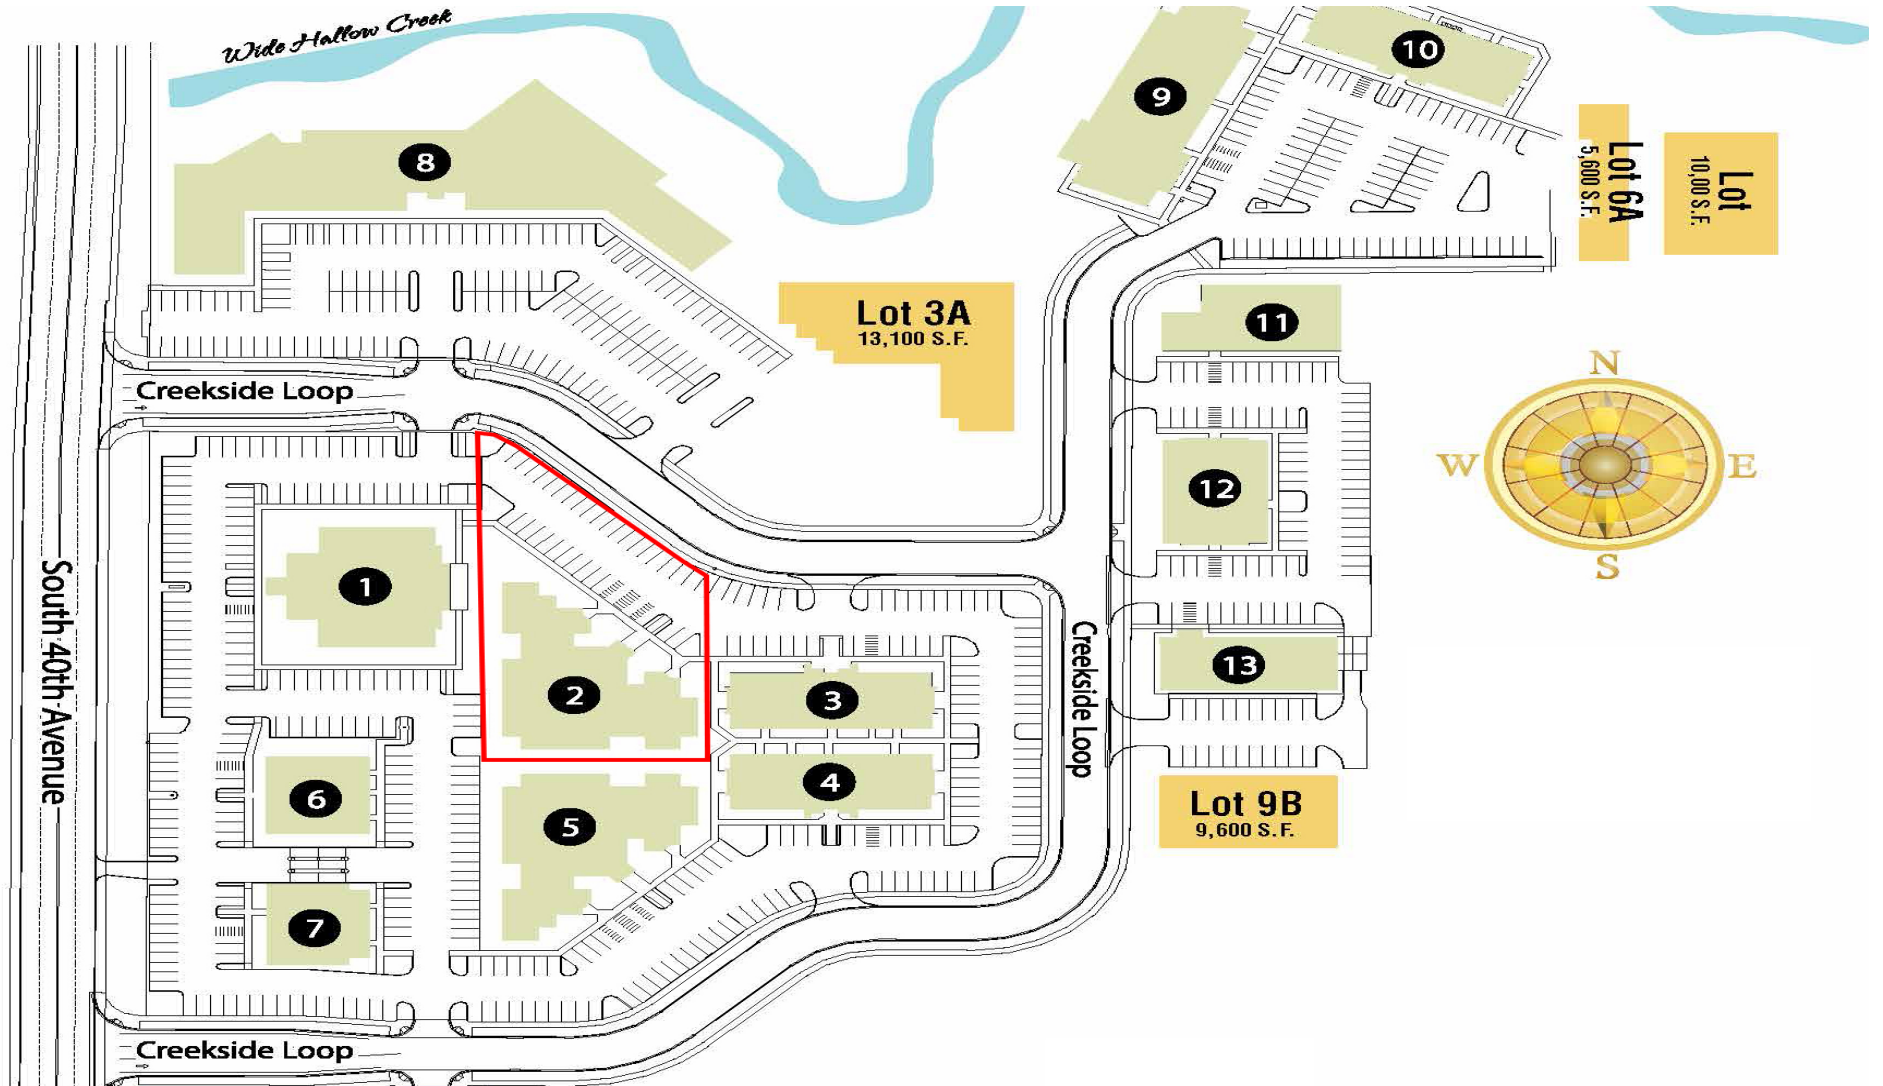 Wide Hallow Creek
10
9
8
Lot 6A
5,600 S.F.
Lot
10,00 S.F.
Lot 3A
13,100 S.F.
11
N
W
E
S
Creekside Loop
12
1
South 40th Avenue
2
3
Creekside Loop
13
4
6
5
Lot 9B
9,600 S.F.
7
Creekside Loop